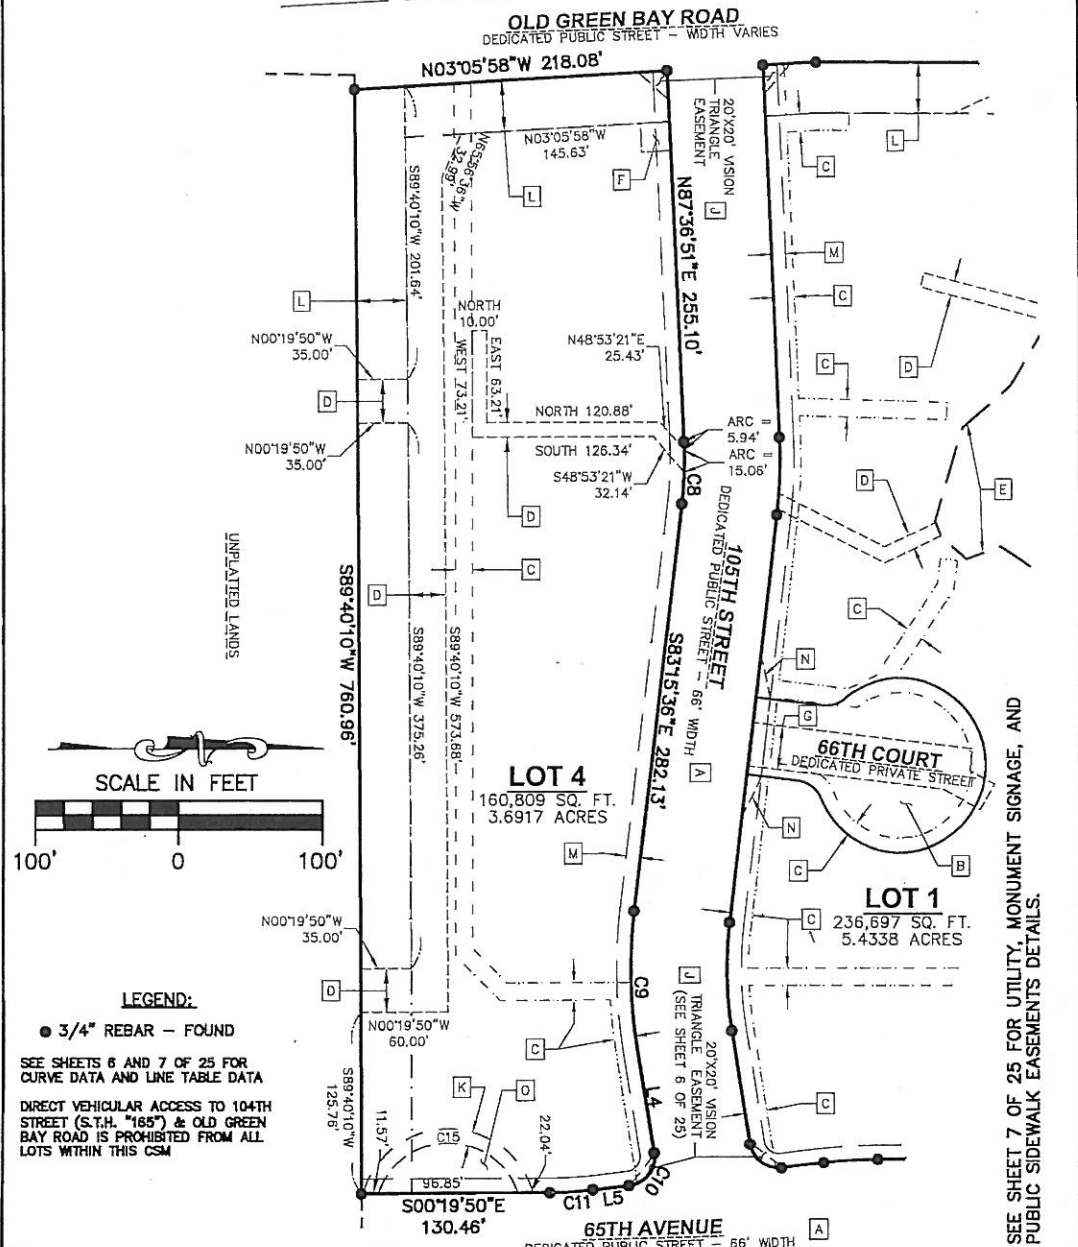 OLD GREEN BAY ROAD
DEDICATED PUBLIC STREET – WIDTH VARIES
N03°05'58"W 218.08'
N03°05'58"W
145.63'
N65°56'36"W
32.99'
20'X20' VISION
TRIANGLE
EASEMENT
J
F
L
L
C
M
C
S89°40'10"W 201.64'
N87°36'51"E 255.10'
L
NORTH
10.00'
N00°19'50"W
35.00'
D
N00°19'50"W
35.00'
WEST 73.21'
EAST 63.21'
N48°53'21"E
25.43'
NORTH 120.88'
SOUTH 126.34'
S48°53'21"W
32.14'
ARC =
5.94'
ARC =
15.06'
C8
C
D
D
E
D
C
D
C
UNPLATTED LANDS
S89°40'10"W 760.96'
S89°40'10"W 375.26'
S89°40'10"W 573.68'
105TH STREET
DEDICATED PUBLIC STREET – 66' WIDTH
A
S83°15'36"E 282.13'
C
N
G
66TH COURT
DEDICATED PRIVATE STREET
N
C
B
SCALE IN FEET
100'
0
100'
LOT 4
160,809 SQ. FT.
3.6917 ACRES
M
LOT 1
236,697 SQ. FT.
5.4338 ACRES
C
N00°19'50"W
35.00'
D
N00°19'50"W
60.00'
C9
J
20'X20' VISION
TRIANGLE EASEMENT
(SEE SHEET 6 OF 25)
C
C
K
O
L4
LEGEND:
3/4" REBAR – FOUND
SEE SHEETS 6 AND 7 OF 25 FOR
CURVE DATA AND LINE TABLE DATA
DIRECT VEHICULAR ACCESS TO 104TH
STREET (S.T.H. "165") & OLD GREEN
BAY ROAD IS PROHIBITED FROM ALL
LOTS WITHIN THIS CSM
S89°40'10"W
125.76'
11.57'
C15
22.04'
96.85'
S00°19'50"E
130.46'
C11
L5
C10
65TH AVENUE
DEDICATED PUBLIC STREET – 66' WIDTH
A
SEE SHEET 7 OF 25 FOR UTILITY, MONUMENT SIGNAGE, AND
PUBLIC SIDEWALK EASEMENTS DETAILS.